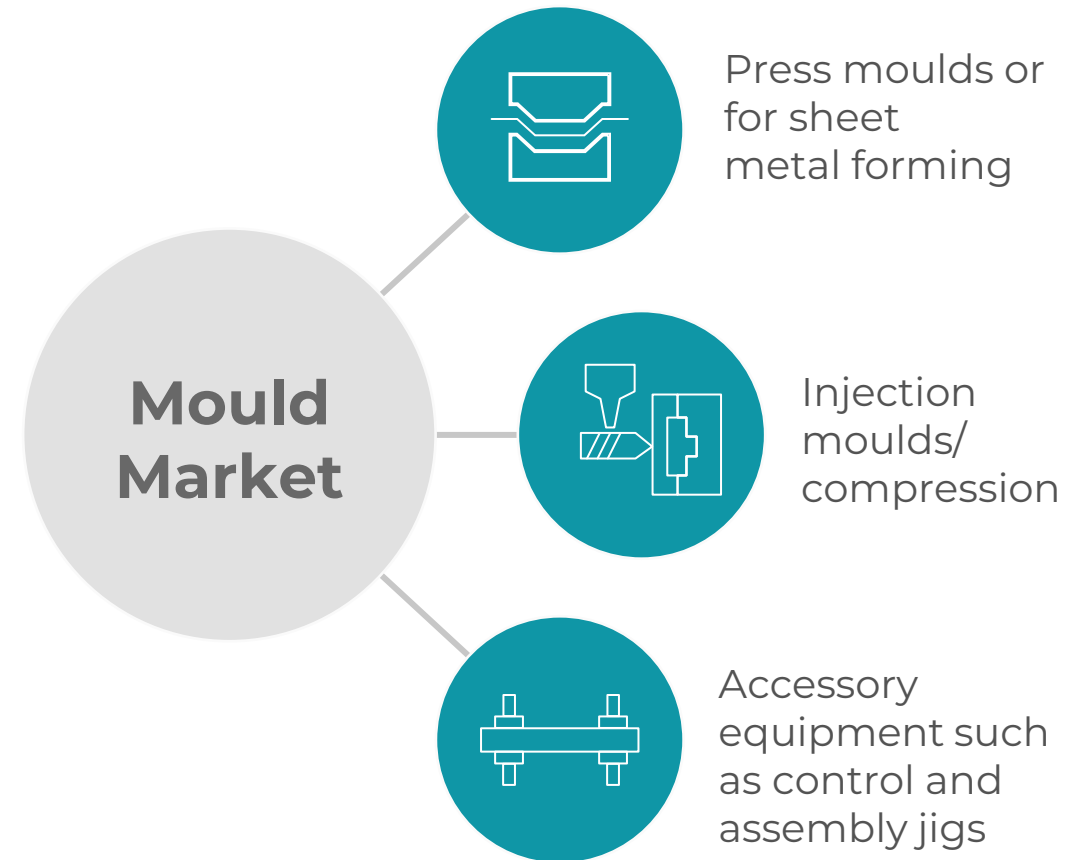 Mould
Market
Press moulds or
for sheet
metal forming
Injection
moulds/
compression
Accessory
equipment such
as control and
assembly jigs